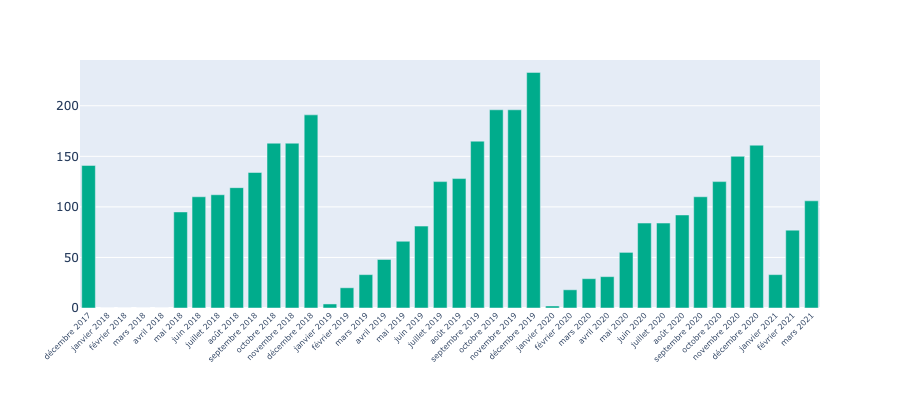 200
150
100
50
0
décembre 2017
janvier 2018
février 2018
mars 2018
avril 2018
mai 2018
juin 2018
juillet 2018
août 2018
septembre 2018
octobre 2018
novembre 2018
décembre 2018
janvier 2019
février 2019
mars 2019
avril 2019
mai 2019
juin 2019
juillet 2019
août 2019
septembre 2019
octobre 2019
novembre 2019
décembre 2019
janvier 2020
février 2020
mars 2020
avril 2020
mai 2020
juin 2020
juillet 2020
août 2020
septembre 2020
octobre 2020
novembre 2020
décembre 2020
janvier 2021
février 2021
mars 2021